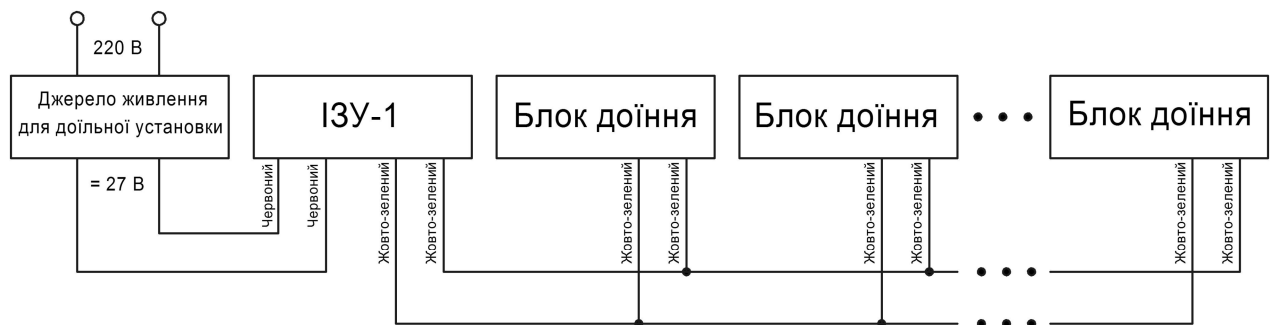 220 В
Джерело живлення
для доїльної установки
ІЗУ-1
Блок доїння
Блок доїння
Блок доїння
= 27 В
Червоний
Червоний
Жовто-зелений
Жовто-зелений
Жовто-зелений
Жовто-зелений
Жовто-зелений
Жовто-зелений
Жовто-зелений
Жовто-зелений